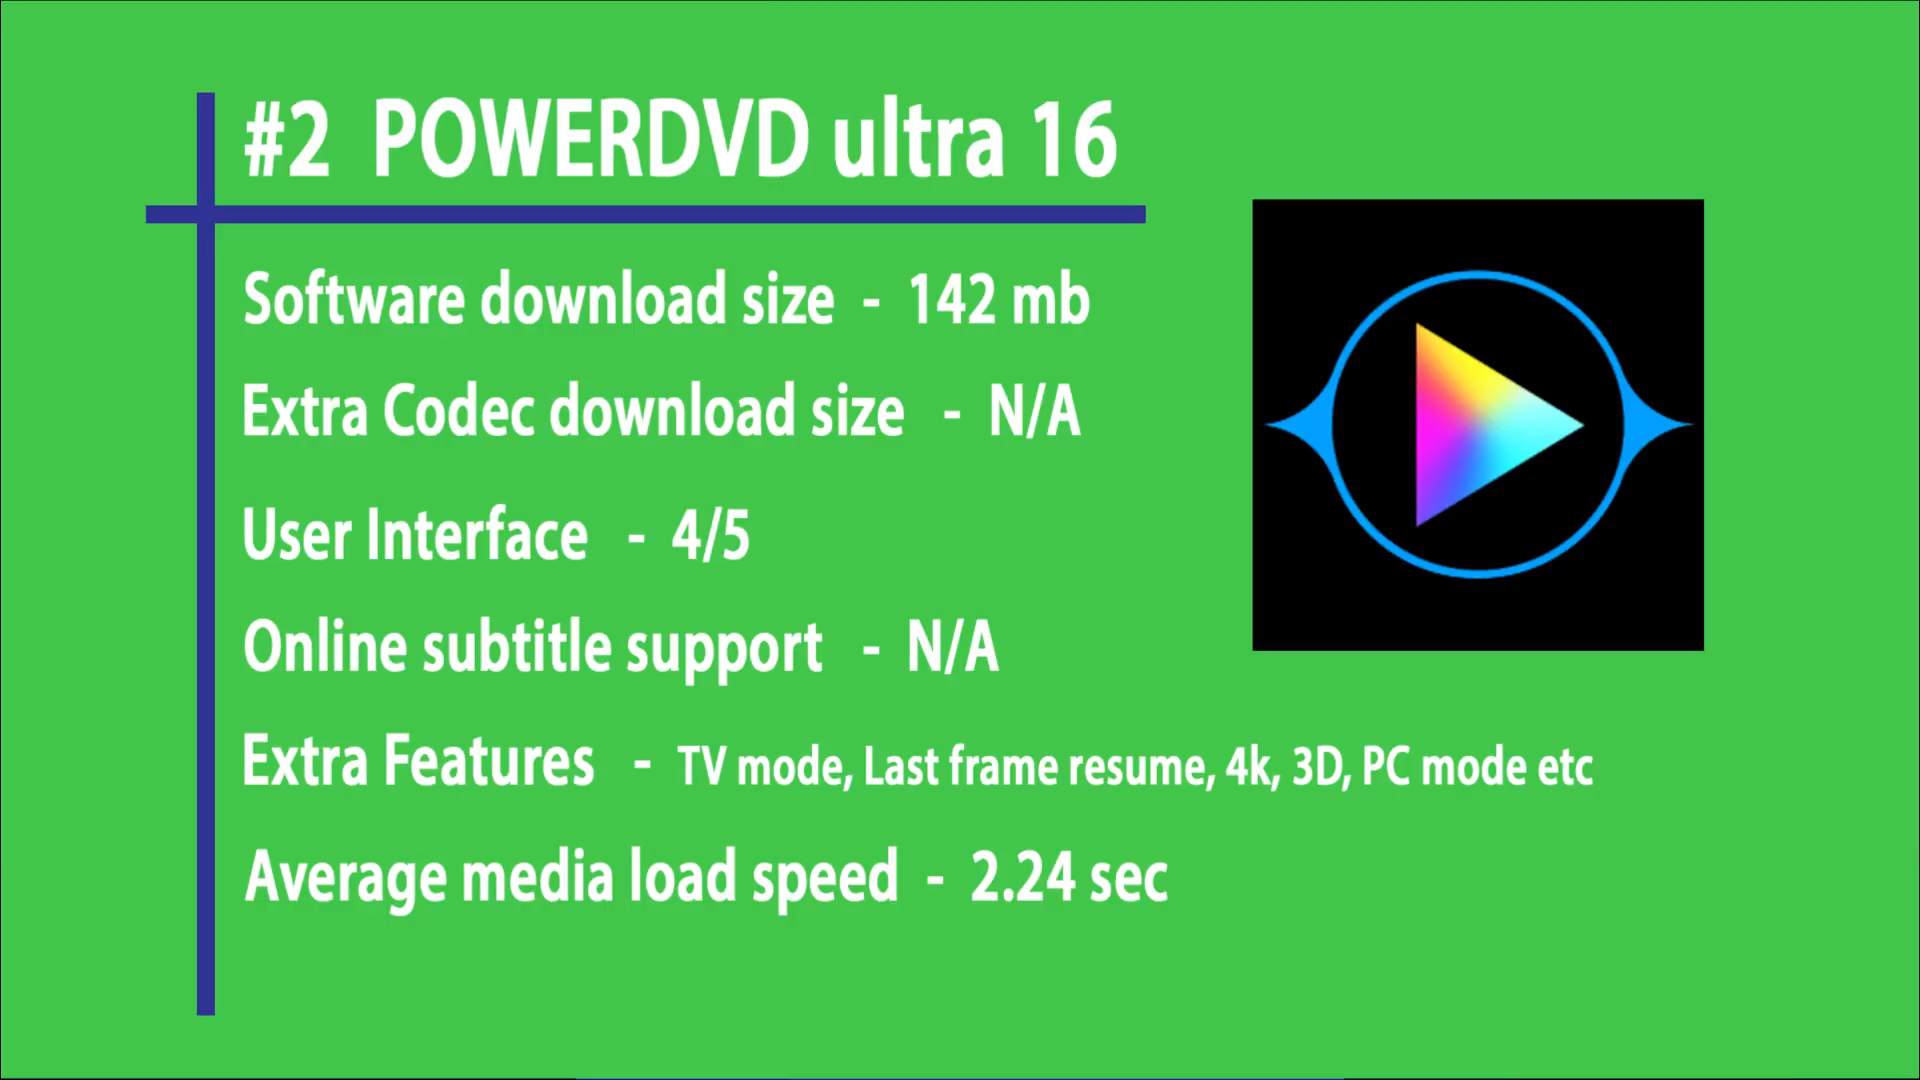 #2 POWERDVD ultra 16
Software download size - 142 mb
Extra Codec download size - N/A
User Interface - 4/5
Online subtitle support - N/A
Extra Features - TV mode, Last frame resume, 4k, 3D, PC mode etc
Average media load speed - 2.24 sec